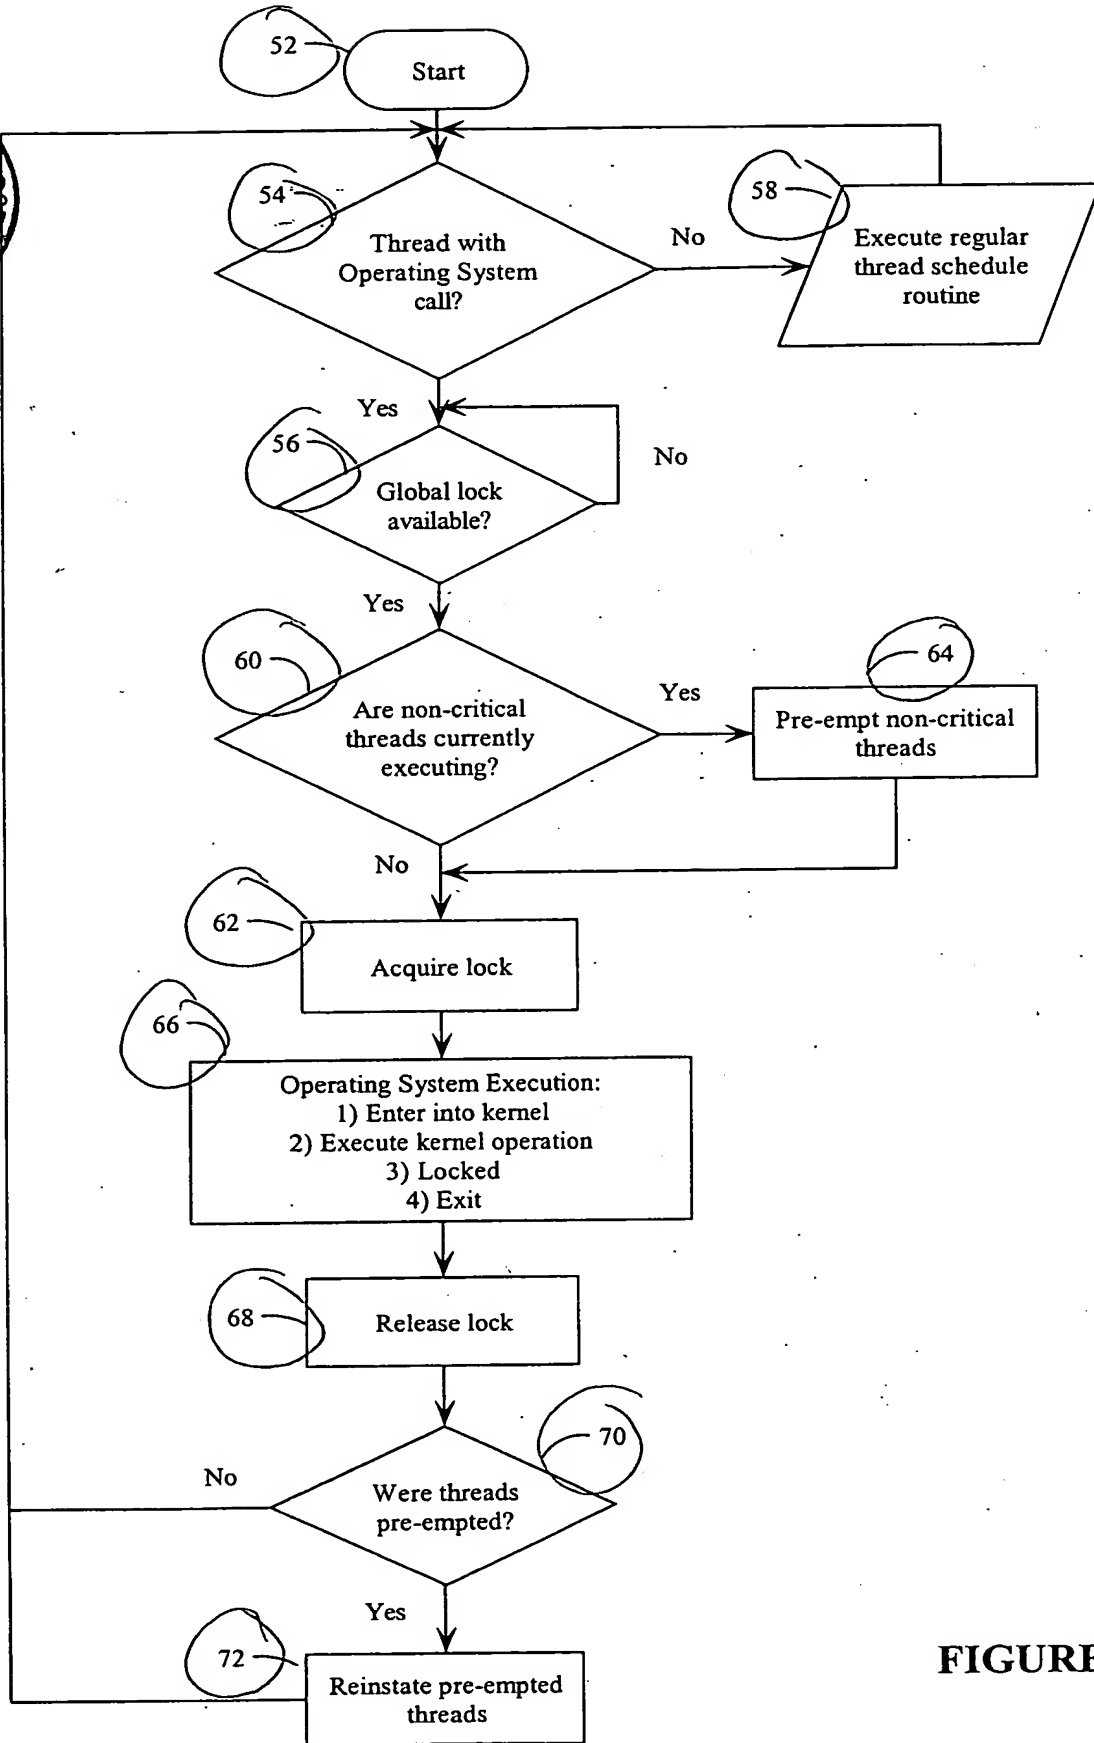 52
Start
54
Thread with
Operating System
call?
No
58
Execute regular
thread schedule
routine
Yes
56
Global lock
available?
No
Yes
60
Are non-critical
threads currently
executing?
Yes
64
Pre-empt non-critical
threads
No
62
Acquire lock
66
Operating System Execution:
1) Enter into kernel
2) Execute kernel operation
3) Locked
4) Exit
68
Release lock
70
No
Were threads
pre-empted?
Yes
72
Reinstate pre-empted
threads
FIGURE